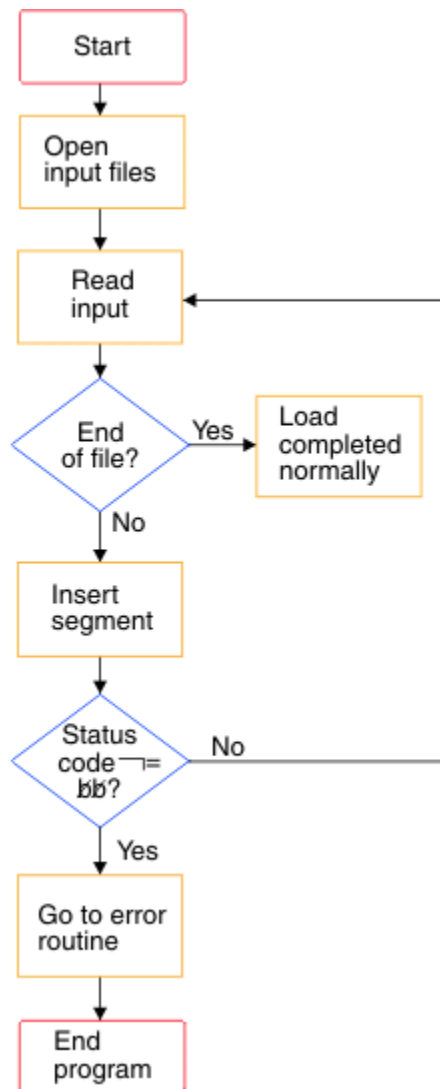 Start
Open
input files
Read
input
End
of file?
Yes
Load
completed
normally
No
Insert
segment
Status
code ¬=
b̸b̸?
No
Yes
Go to error
routine
End
program